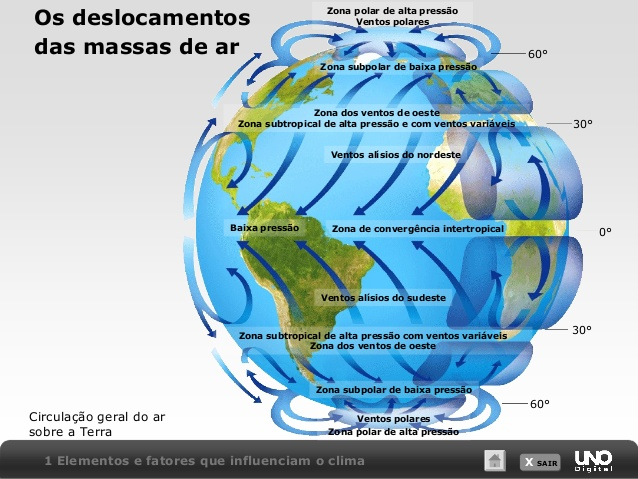 Os deslocamentos
das massas de ar
Zona polar de alta pressão
Ventos polares
60°
Zona subpolar de baixa pressão
Zona dos ventos de oeste
Zona subtropical de alta pressão e com ventos variáveis
30°
Ventos alísios do nordeste
Baixa pressão
Zona de convergência intertropical
0°
Ventos alísios do sudeste
30°
Zona subtropical de alta pressão com ventos variáveis
Zona dos ventos de oeste
Zona subpolar de baixa pressão
60°
Ventos polares
Zona polar de alta pressão
Circulação geral do ar
sobre a Terra
1 Elementos e fatores que influenciam o clima
X SAIR
UNO
Digital